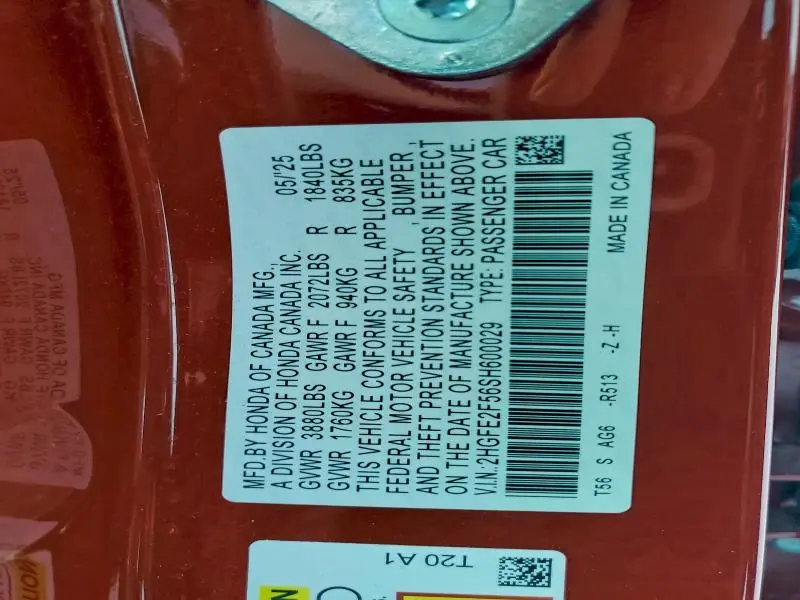 MFD.BY HONDA OF CANADA MFG.,
A DIVISION OF HONDA CANADA INC. 05/'25
GVWR 3880LBS GAWR F 2072LBS R 1840LBS
GVWR 1760KG GAWR F 940KG R 835KG
THIS VEHICLE CONFORMS TO ALL APPLICABLE
FEDERAL MOTOR VEHICLE SAFETY , BUMPER ,
AND THEFT PREVENTION STANDARDS IN EFFECT
ON THE DATE OF MANUFACTURE SHOWN ABOVE.
V.I.N.:2HGFE2F56SH600029 TYPE: PASSENGER CAR
T56 S AG6 -R513 -Z -H MADE IN CANADA
T20 A1